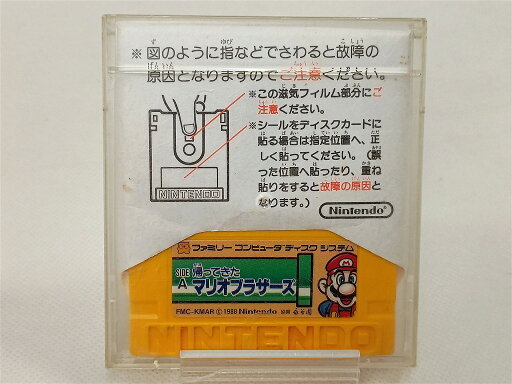 ※図のように指などでさわると故障の
原因となりますのでご注意ください。
※この磁気フィルム部分にご
注意ください。
※シールをディスクカードに
貼る場合は指定位置へ、正
しく貼ってください。（誤
った位置へ貼ったり、重ね
貼りをすると故障の原因と
なります。）
NINTENDO
Nintendo
ファミリー コンピュータ ディスク システム
SIDE A
帰ってきた
マリオブラザーズ
FMC-KMAR ©1988 Nintendo
NINTENDO